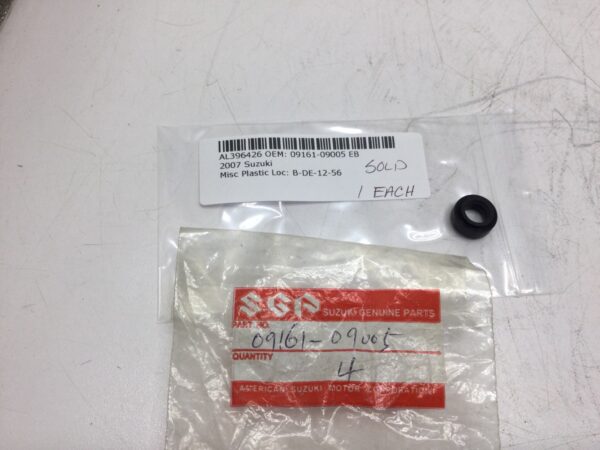 AL396426 OEM: 09161-09005 EB
2007 Suzuki
Misc Plastic Loc: B-DE-12-56
SOLD
1 EACH
SGP
SUZUKI GENUINE PARTS
PART NO.
09161-09005
QUANTITY
4
AMERICAN SUZUKI MOTOR CORPORATION